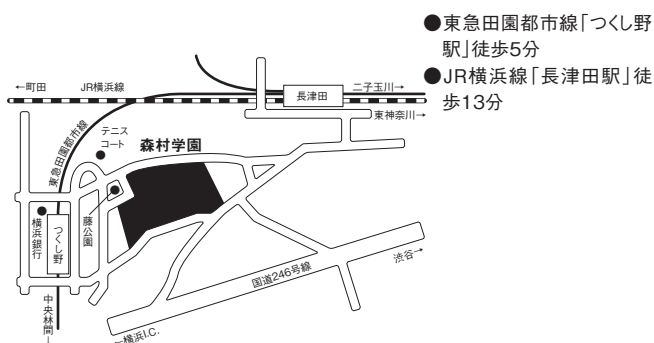 ●東急田園都市線「つくし野
駅」徒歩5分
●JR横浜線「長津田駅」徒
歩13分
←町田
JR横浜線
長津田
二子玉川→
東神奈川→
東急田園都市線
テニス
コート
森村学園
藤公園
横浜銀行
つくし野
国道246号線
渋谷→
中央林間→
←横浜I.C.